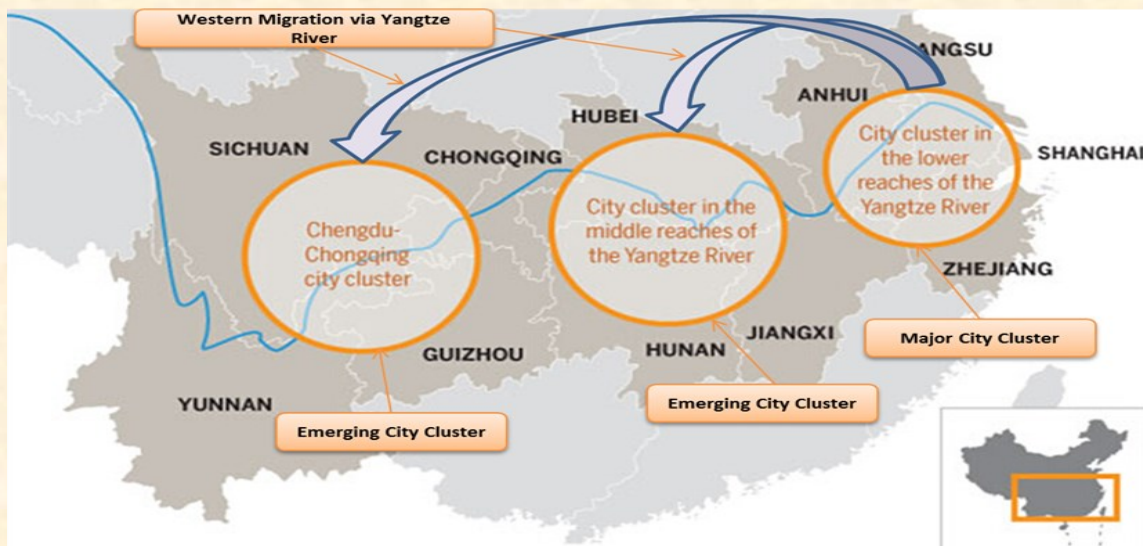 Western Migration via Yangtze
River
ANGSU
ANHUI
HUBEI
SICHUAN
CHONGQING
SHANGHAI
City cluster in
the lower
reaches of the
Yangtze River
City cluster in the
middle reaches of
the Yangtze River
Chengdu-
Chongqing
city cluster
ZHEJIANG
JIANGXI
HUNAN
GUIZHOU
YUNNAN
Major City Cluster
Emerging City Cluster
Emerging City Cluster